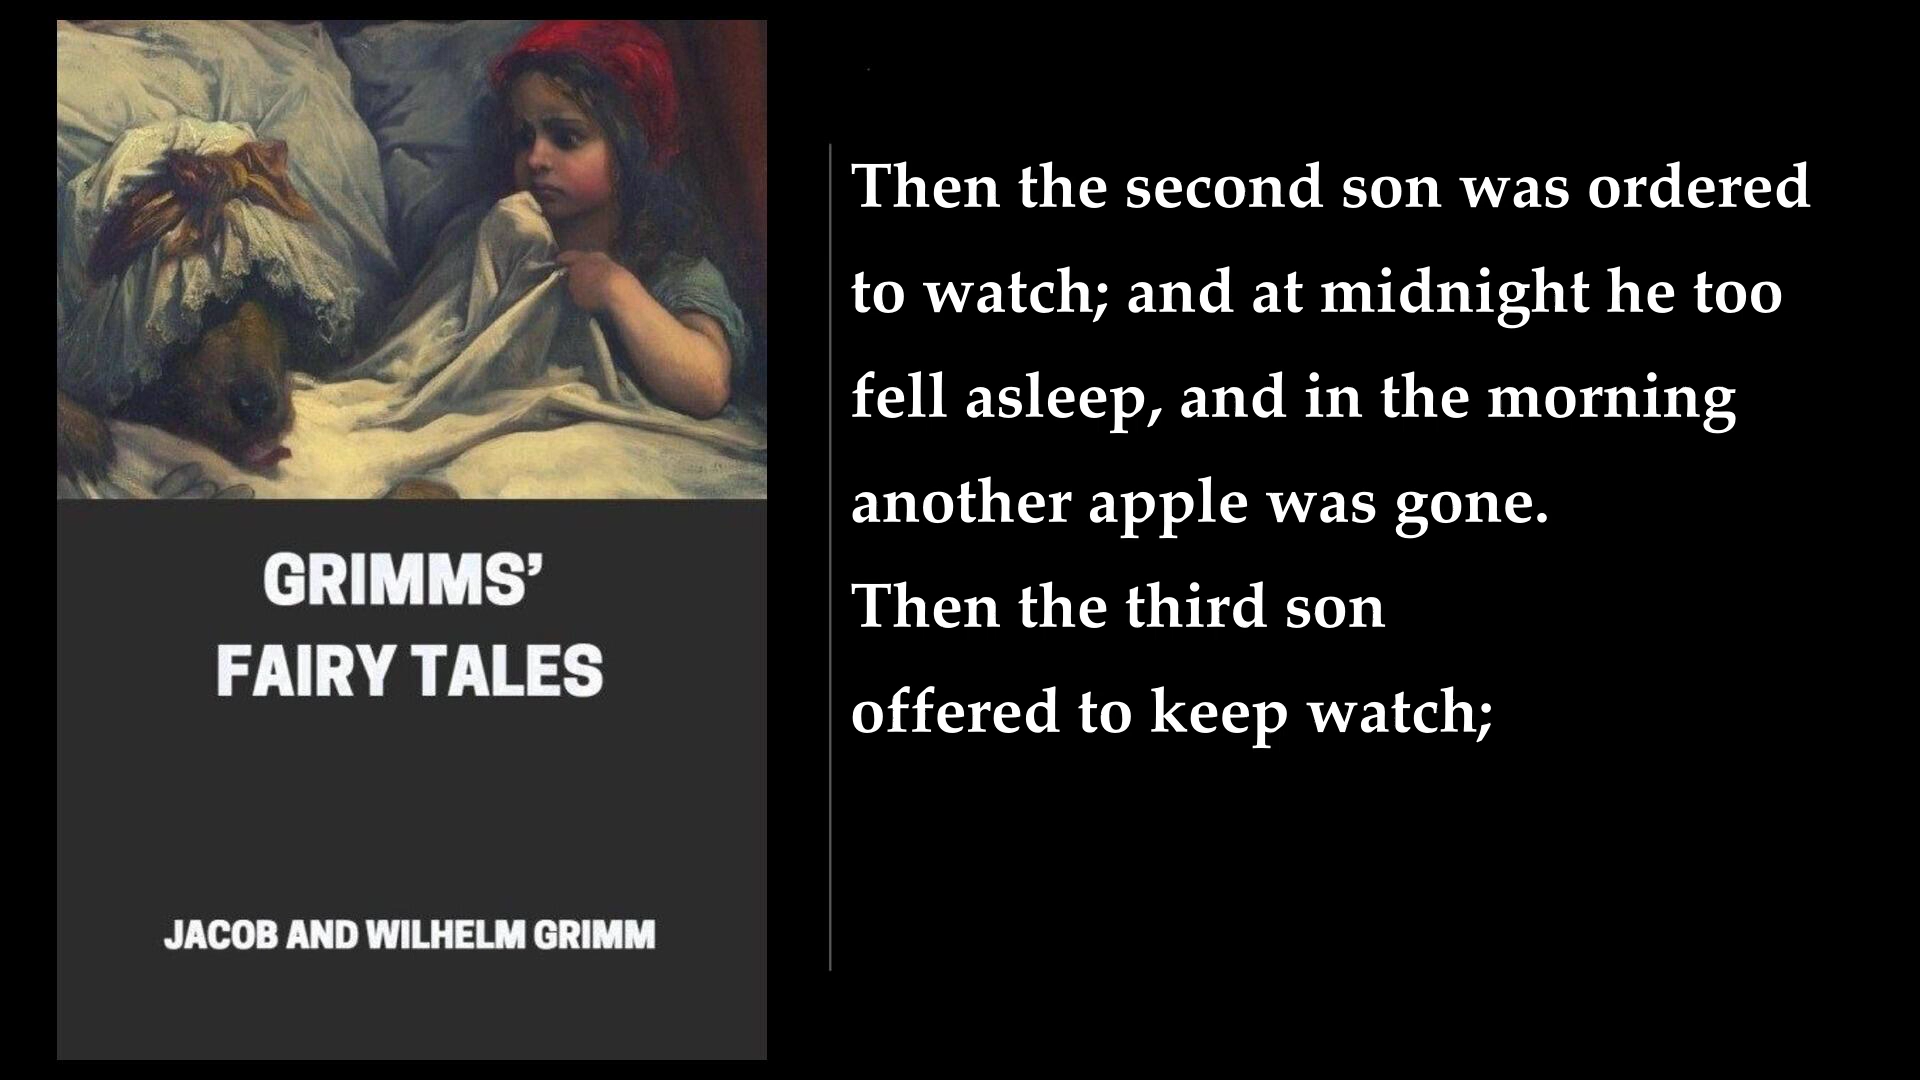 GRIMMS’
FAIRY TALES
JACOB AND WILHELM GRIMM
Then the second son was ordered
to watch; and at midnight he too
fell asleep, and in the morning
another apple was gone.
Then the third son
offered to keep watch;